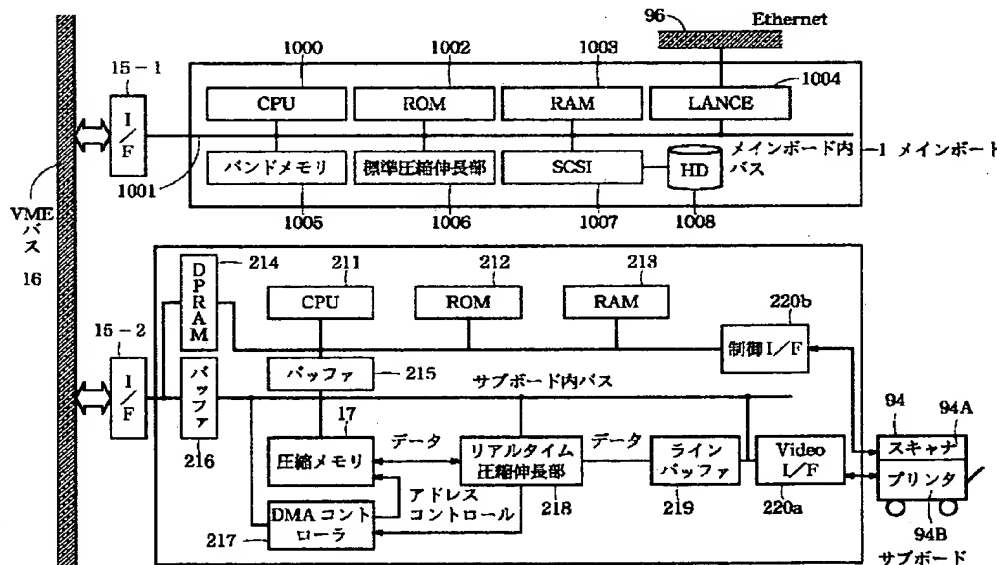 96
Ethernet
1000
1002
1003
1004
15-1
I/F
CPU
ROM
RAM
LANCE
バンドメモリ
標準圧縮伸長部
SCSI
HD
メインボード内
バス
1 メインボート
1001
1005
1006
1007
1008
VME
バス
16
214
211
212
213
DPRAM
CPU
ROM
RAM
220b
制御 I/F
15-2
I/F
バッファ
216
バッファ
215
サブボード内バス
17
圧縮メモリ
データ
リアルタイム
圧縮伸長部
218
データ
ライン
バッファ
219
Video
I/F
220a
94
94A
スキャナ
プリンタ
94B
アドレス
コントロール
DMA コント
ローラ
217
サブボード